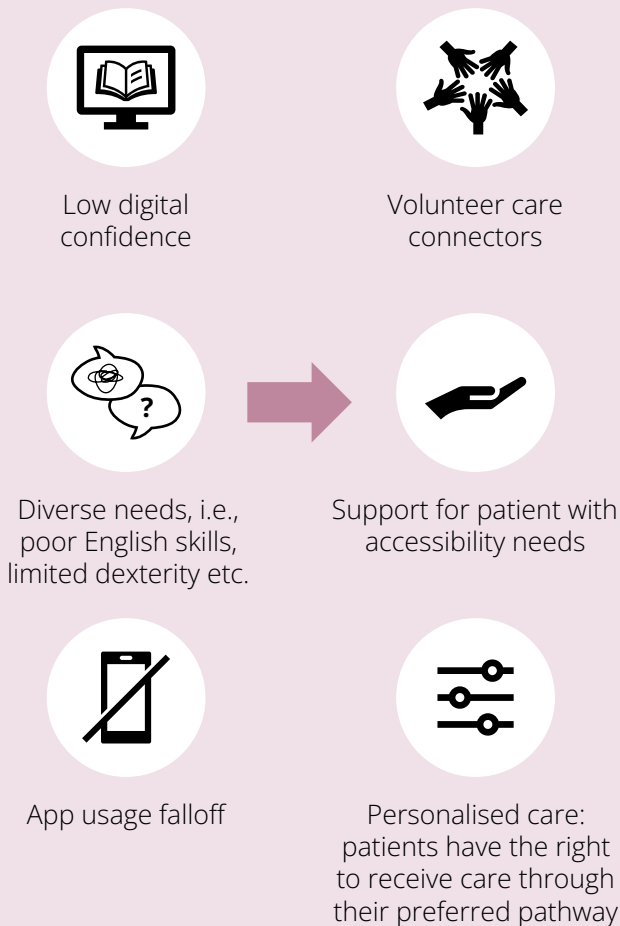 Low digital
confidence
Volunteer care
connectors
?
Diverse needs, i.e.,
poor English skills,
limited dexterity etc.
Support for patient with
accessibility needs
App usage falloff
Personalised care:
patients have the right
to receive care through
their preferred pathway